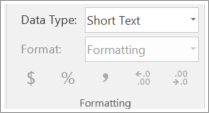 Data Type: Short Text
Format: Formatting
$ % , ←.0 .00 .00 →.0
Formatting